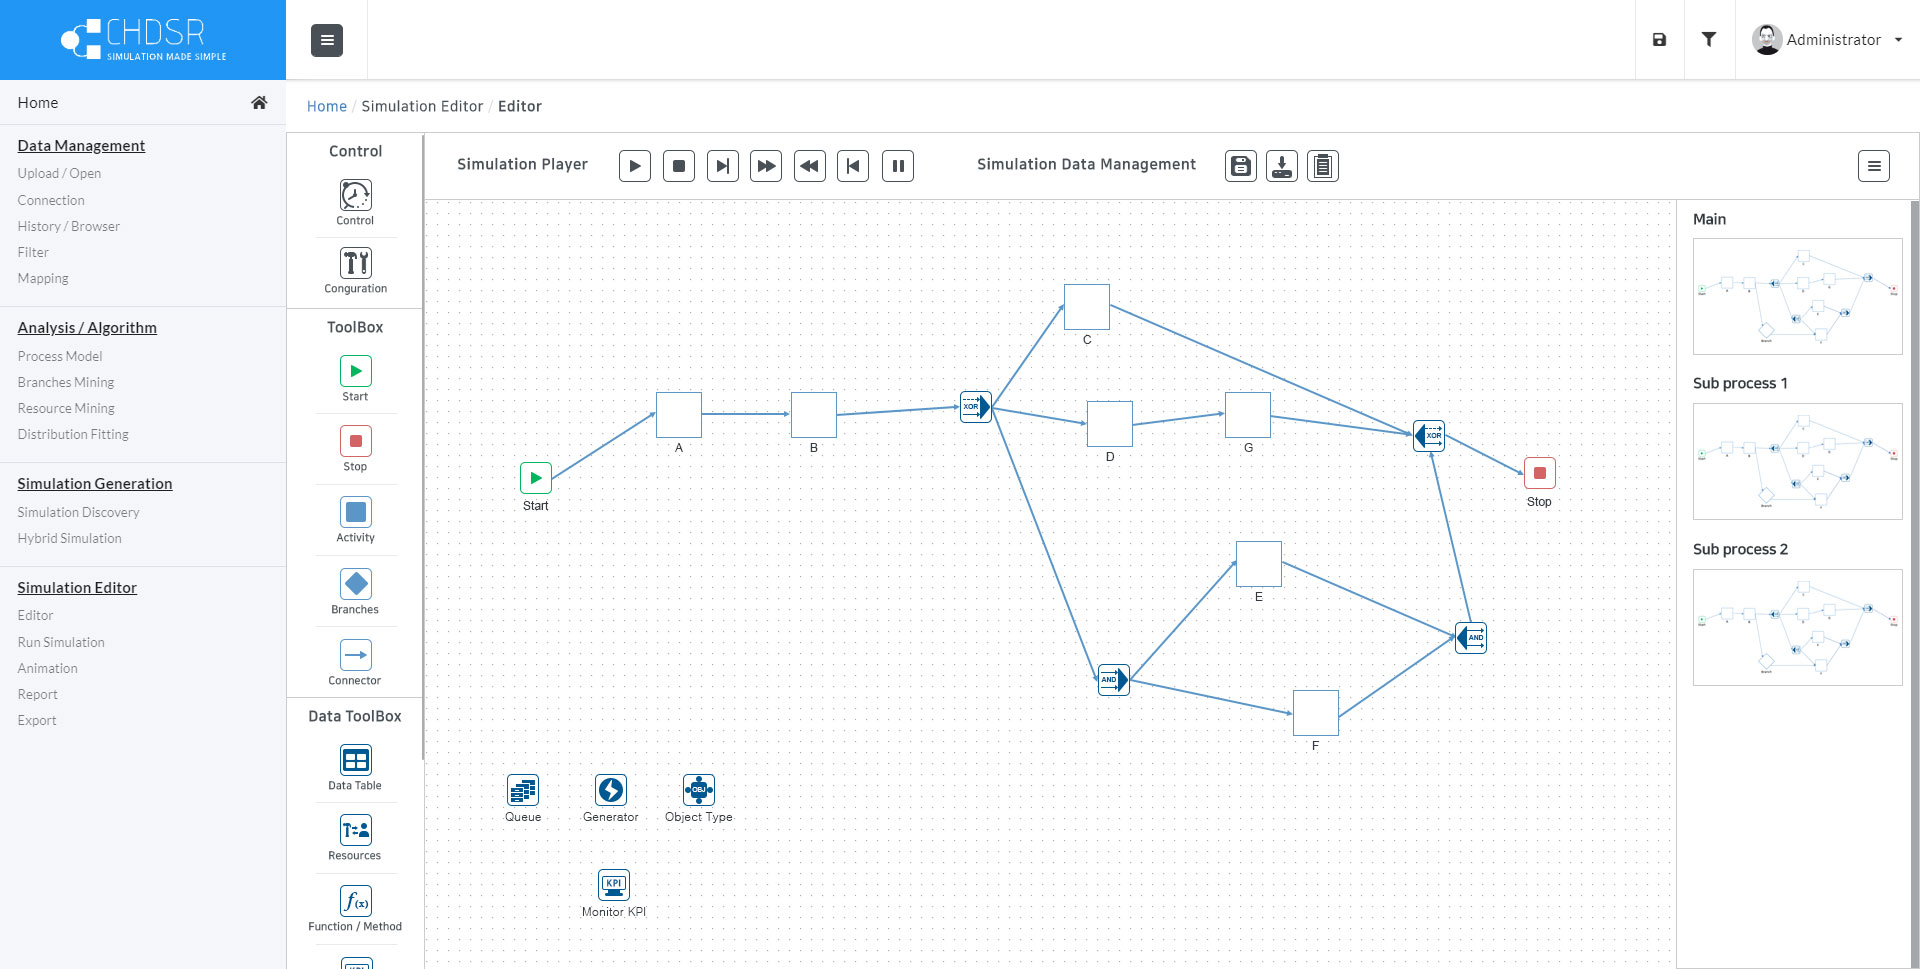 CHDSR
SIMULATION MADE SIMPLE
Administrator
Home
Home / Simulation Editor / Editor
Data Management
Upload / Open
Connection
History / Browser
Filter
Mapping
Analysis / Algorithm
Process Model
Branches Mining
Resource Mining
Distribution Fitting
Simulation Generation
Simulation Discovery
Hybrid Simulation
Simulation Editor
Editor
Run Simulation
Animation
Report
Export
Control
Control
Conguration
ToolBox
Start
Stop
Activity
Branches
Connector
Data ToolBox
Data Table
Resources
f(x)
Function / Method
KPI
Simulation Player
Simulation Data Management
C
XOR
A
B
D
G
XOR
Start
Stop
E
AND
AND
F
Queue
Generator
OBJ
Object Type
KPI
Monitor KPI
Main
Sub process 1
Sub process 2